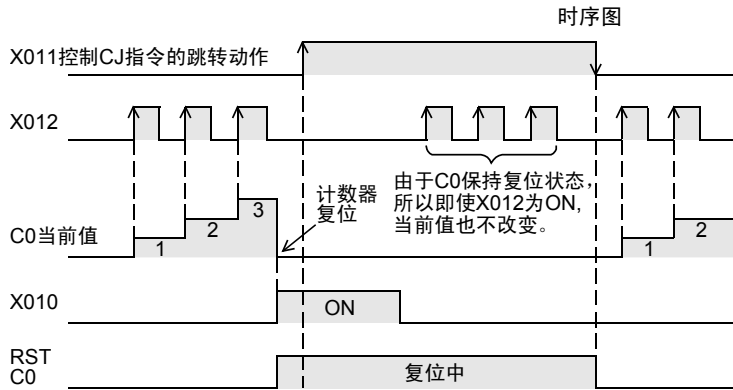 时序图
X011控制CJ指令的跳转动作
X012
由于C0保持复位状态，
所以即使X012为ON,
当前值也不改变。
计数器
复位
C0当前值
1
2
3
1
2
X010
ON
RST
C0
复位中